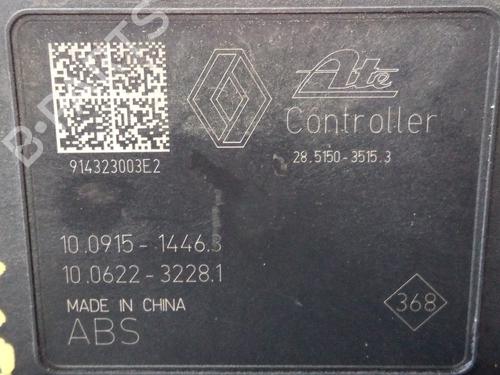 Ate
Controller
28.5150-3515.3
914323003E2
10.0915-1446.3
10.0622-3228.1
MADE IN CHINA
ABS
368
B-PARTS